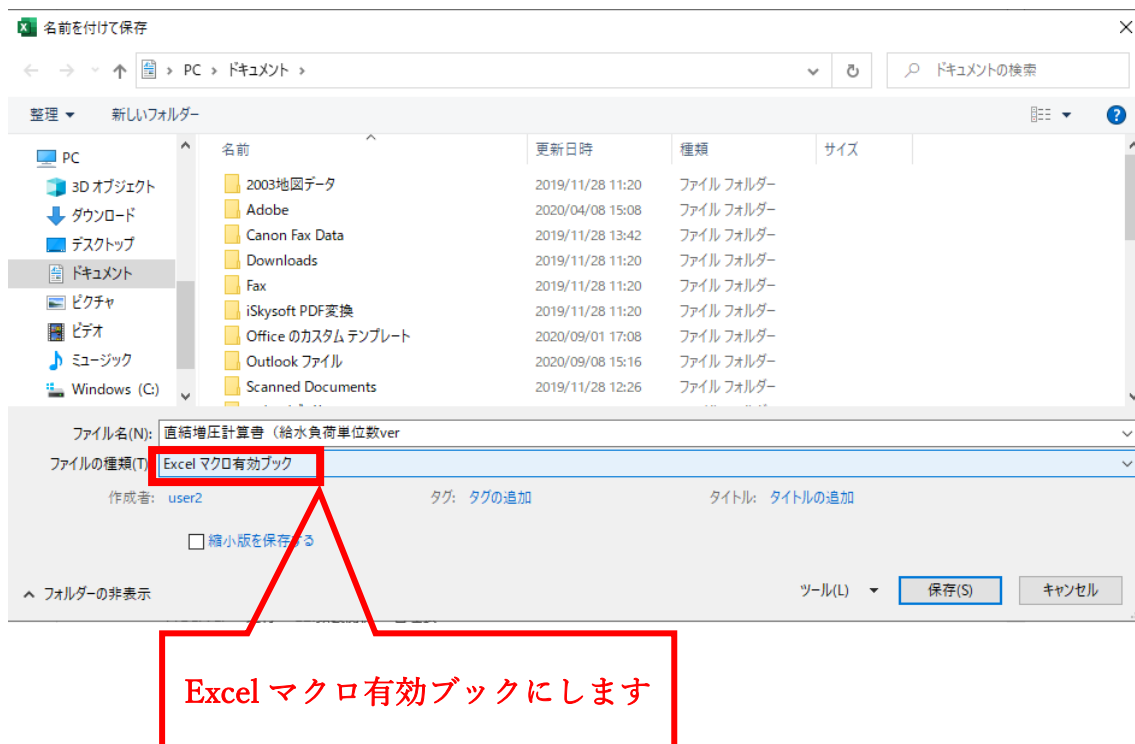 名前を付けて保存
PC › ドキュメント ›
ドキュメントの検索
整理 新しいフォルダー
名前 更新日時 種類 サイズ
PC
3D オブジェクト
ダウンロード
デスクトップ
ドキュメント
ピクチャ
ビデオ
ミュージック
Windows (C:)
2003地図データ 2019/11/28 11:20 ファイル フォルダー
Adobe 2020/04/08 15:08 ファイル フォルダー
Canon Fax Data 2019/11/28 13:42 ファイル フォルダー
Downloads 2019/11/28 11:20 ファイル フォルダー
Fax 2019/11/28 11:20 ファイル フォルダー
iSkysoft PDF変換 2019/11/28 11:20 ファイル フォルダー
Office のカスタム テンプレート 2020/09/01 17:08 ファイル フォルダー
Outlook ファイル 2020/09/08 15:16 ファイル フォルダー
Scanned Documents 2019/11/28 12:26 ファイル フォルダー
ファイル名(N): 直結増圧計算書（給水負荷単位数ver
ファイルの種類(T) Excel マクロ有効ブック
作成者: user2 タグ: タグの追加 タイトル: タイトルの追加
縮小版を保存する
フォルダーの非表示 ツール(L) 保存(S) キャンセル
Excel マクロ有効ブックにします